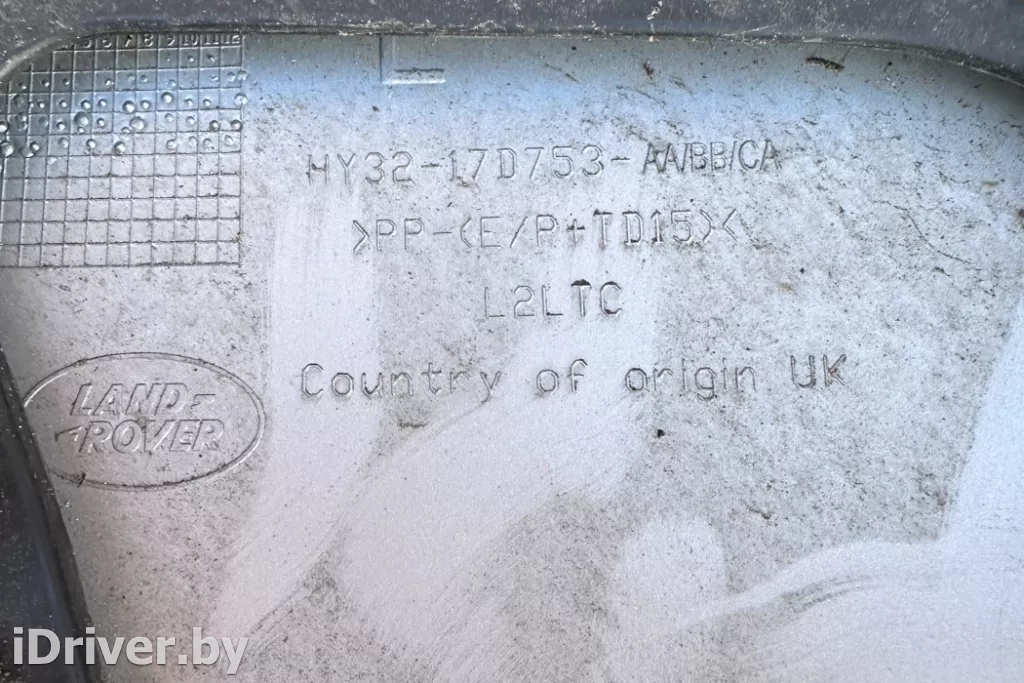 HY32-17D753-AA/BB/CA
>PP-(E/P+TD15)<
L2LTC
Country of origin UK
LAND-
ROVER
iDriver.by